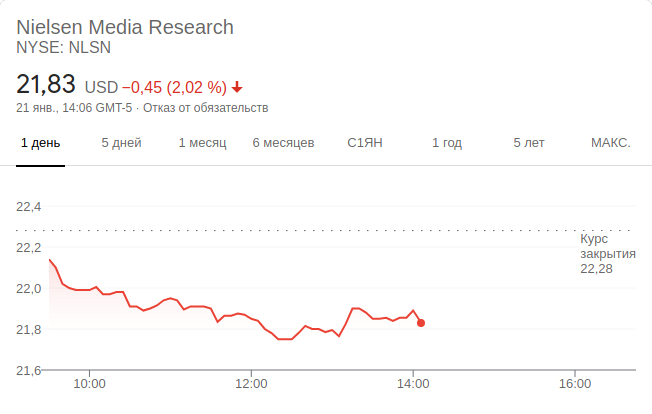 Nielsen Media Research
NYSE: NLSN
21,83 USD −0,45 (2,02 %)
21 янв., 14:06 GMT-5 · Отказ от обязательств
1 день 5 дней 1 месяц 6 месяцев С1ЯН 1 год 5 лет МАКС.
22,4
Курс
закрытия
22,28
22,2
22,0
21,8
21,6
10:00 12:00 14:00 16:00